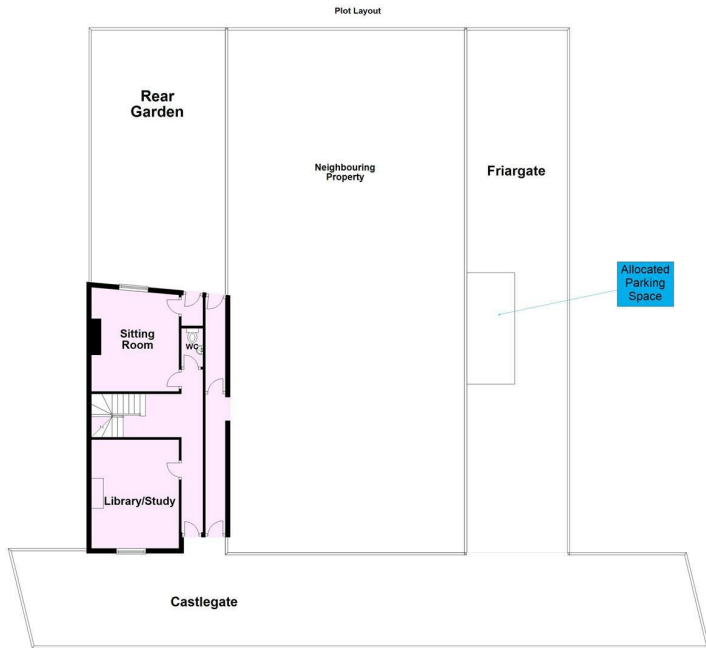 Plot Layout
Rear
Garden
Neighbouring
Property
Friargate
Allocated
Parking
Space
Sitting
Room
WC
Library/Study
Castlegate